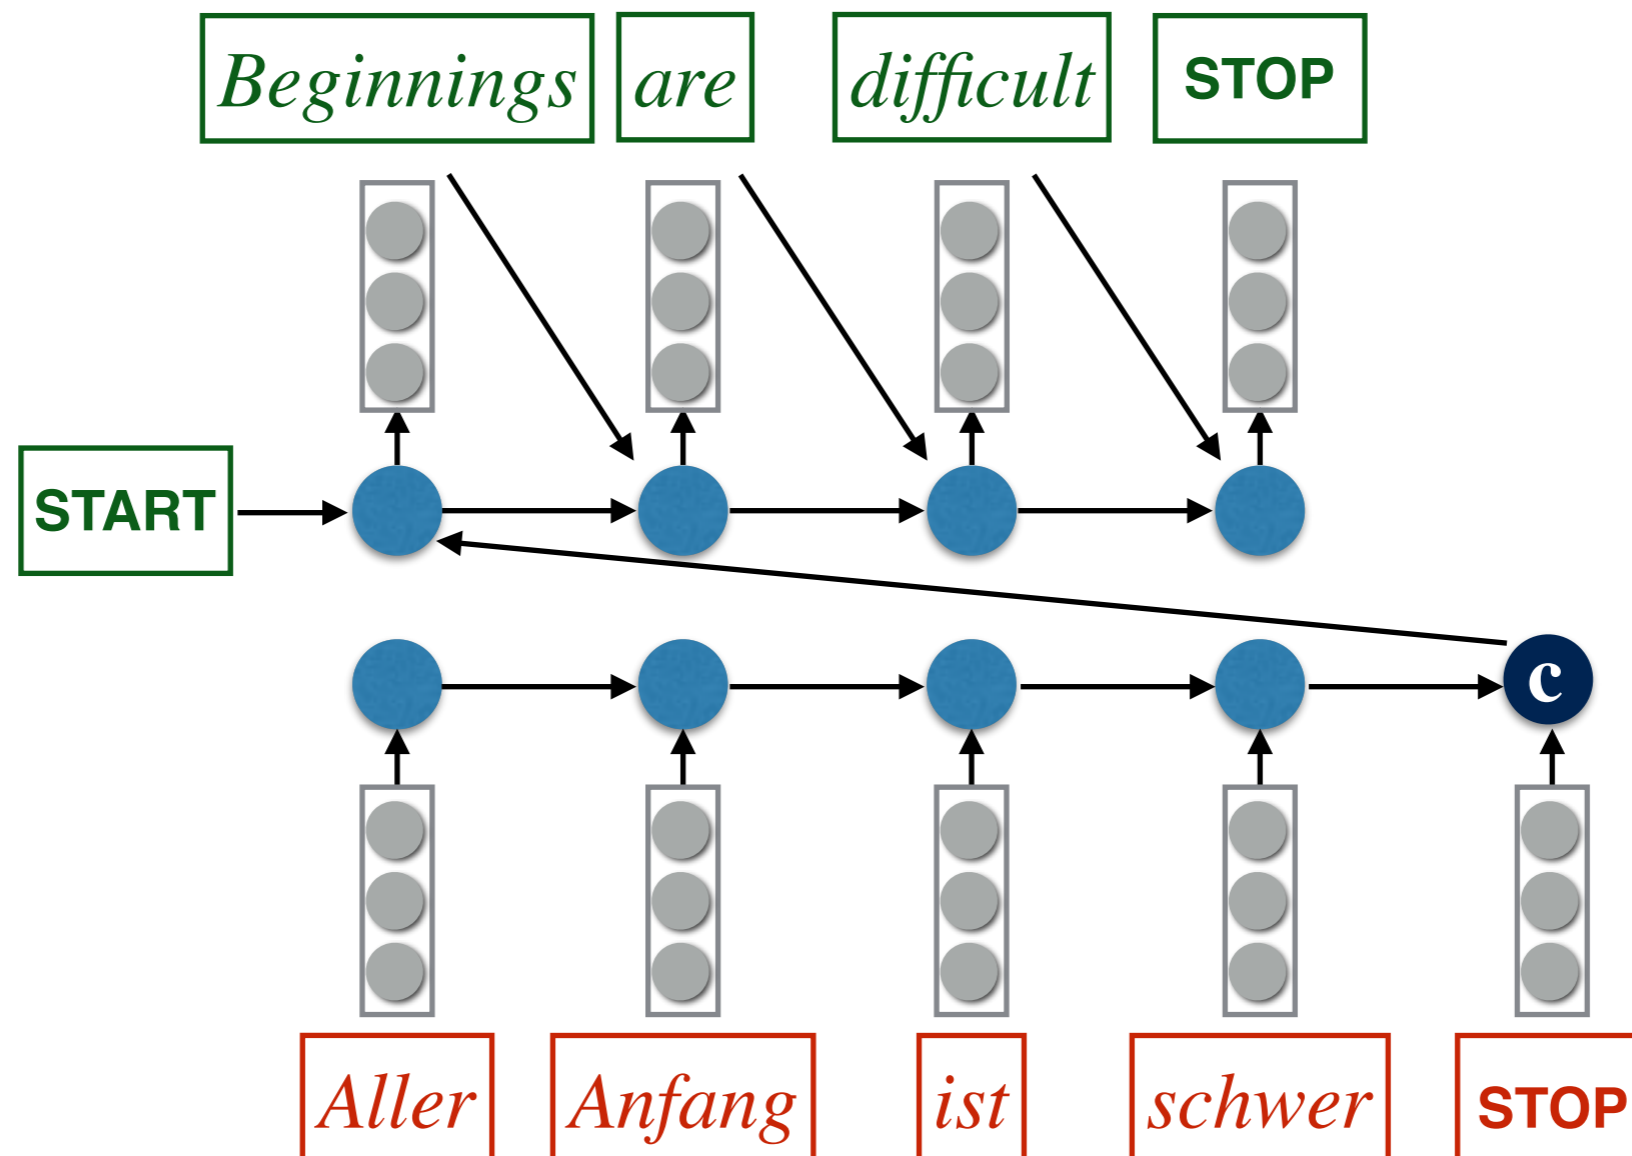 Beginnings are difficult STOP
START
c
Aller Anfang ist schwer STOP